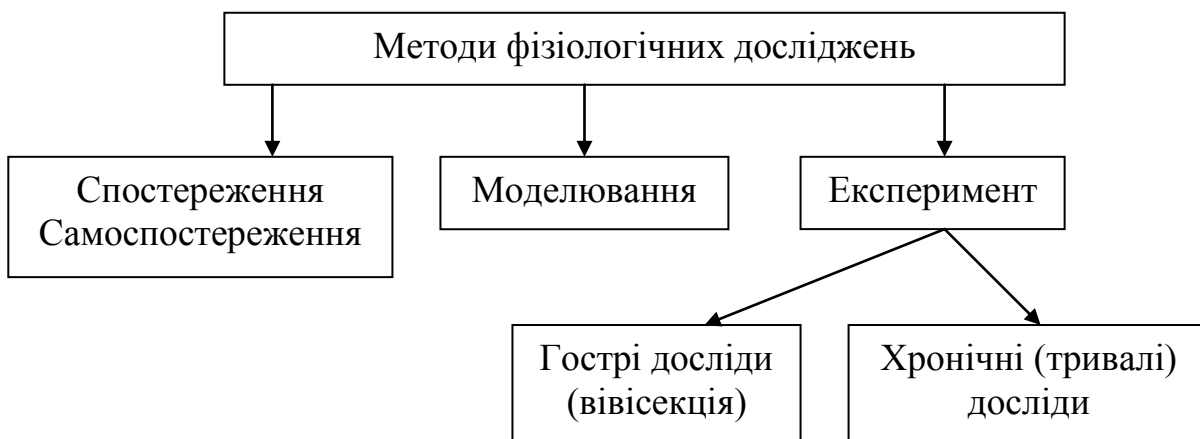 Методи фізіологічних досліджень
Спостереження
Самоспостереження
Моделювання
Експеримент
Гострі досліди
(вівісекція)
Хронічні (тривалі)
досліди